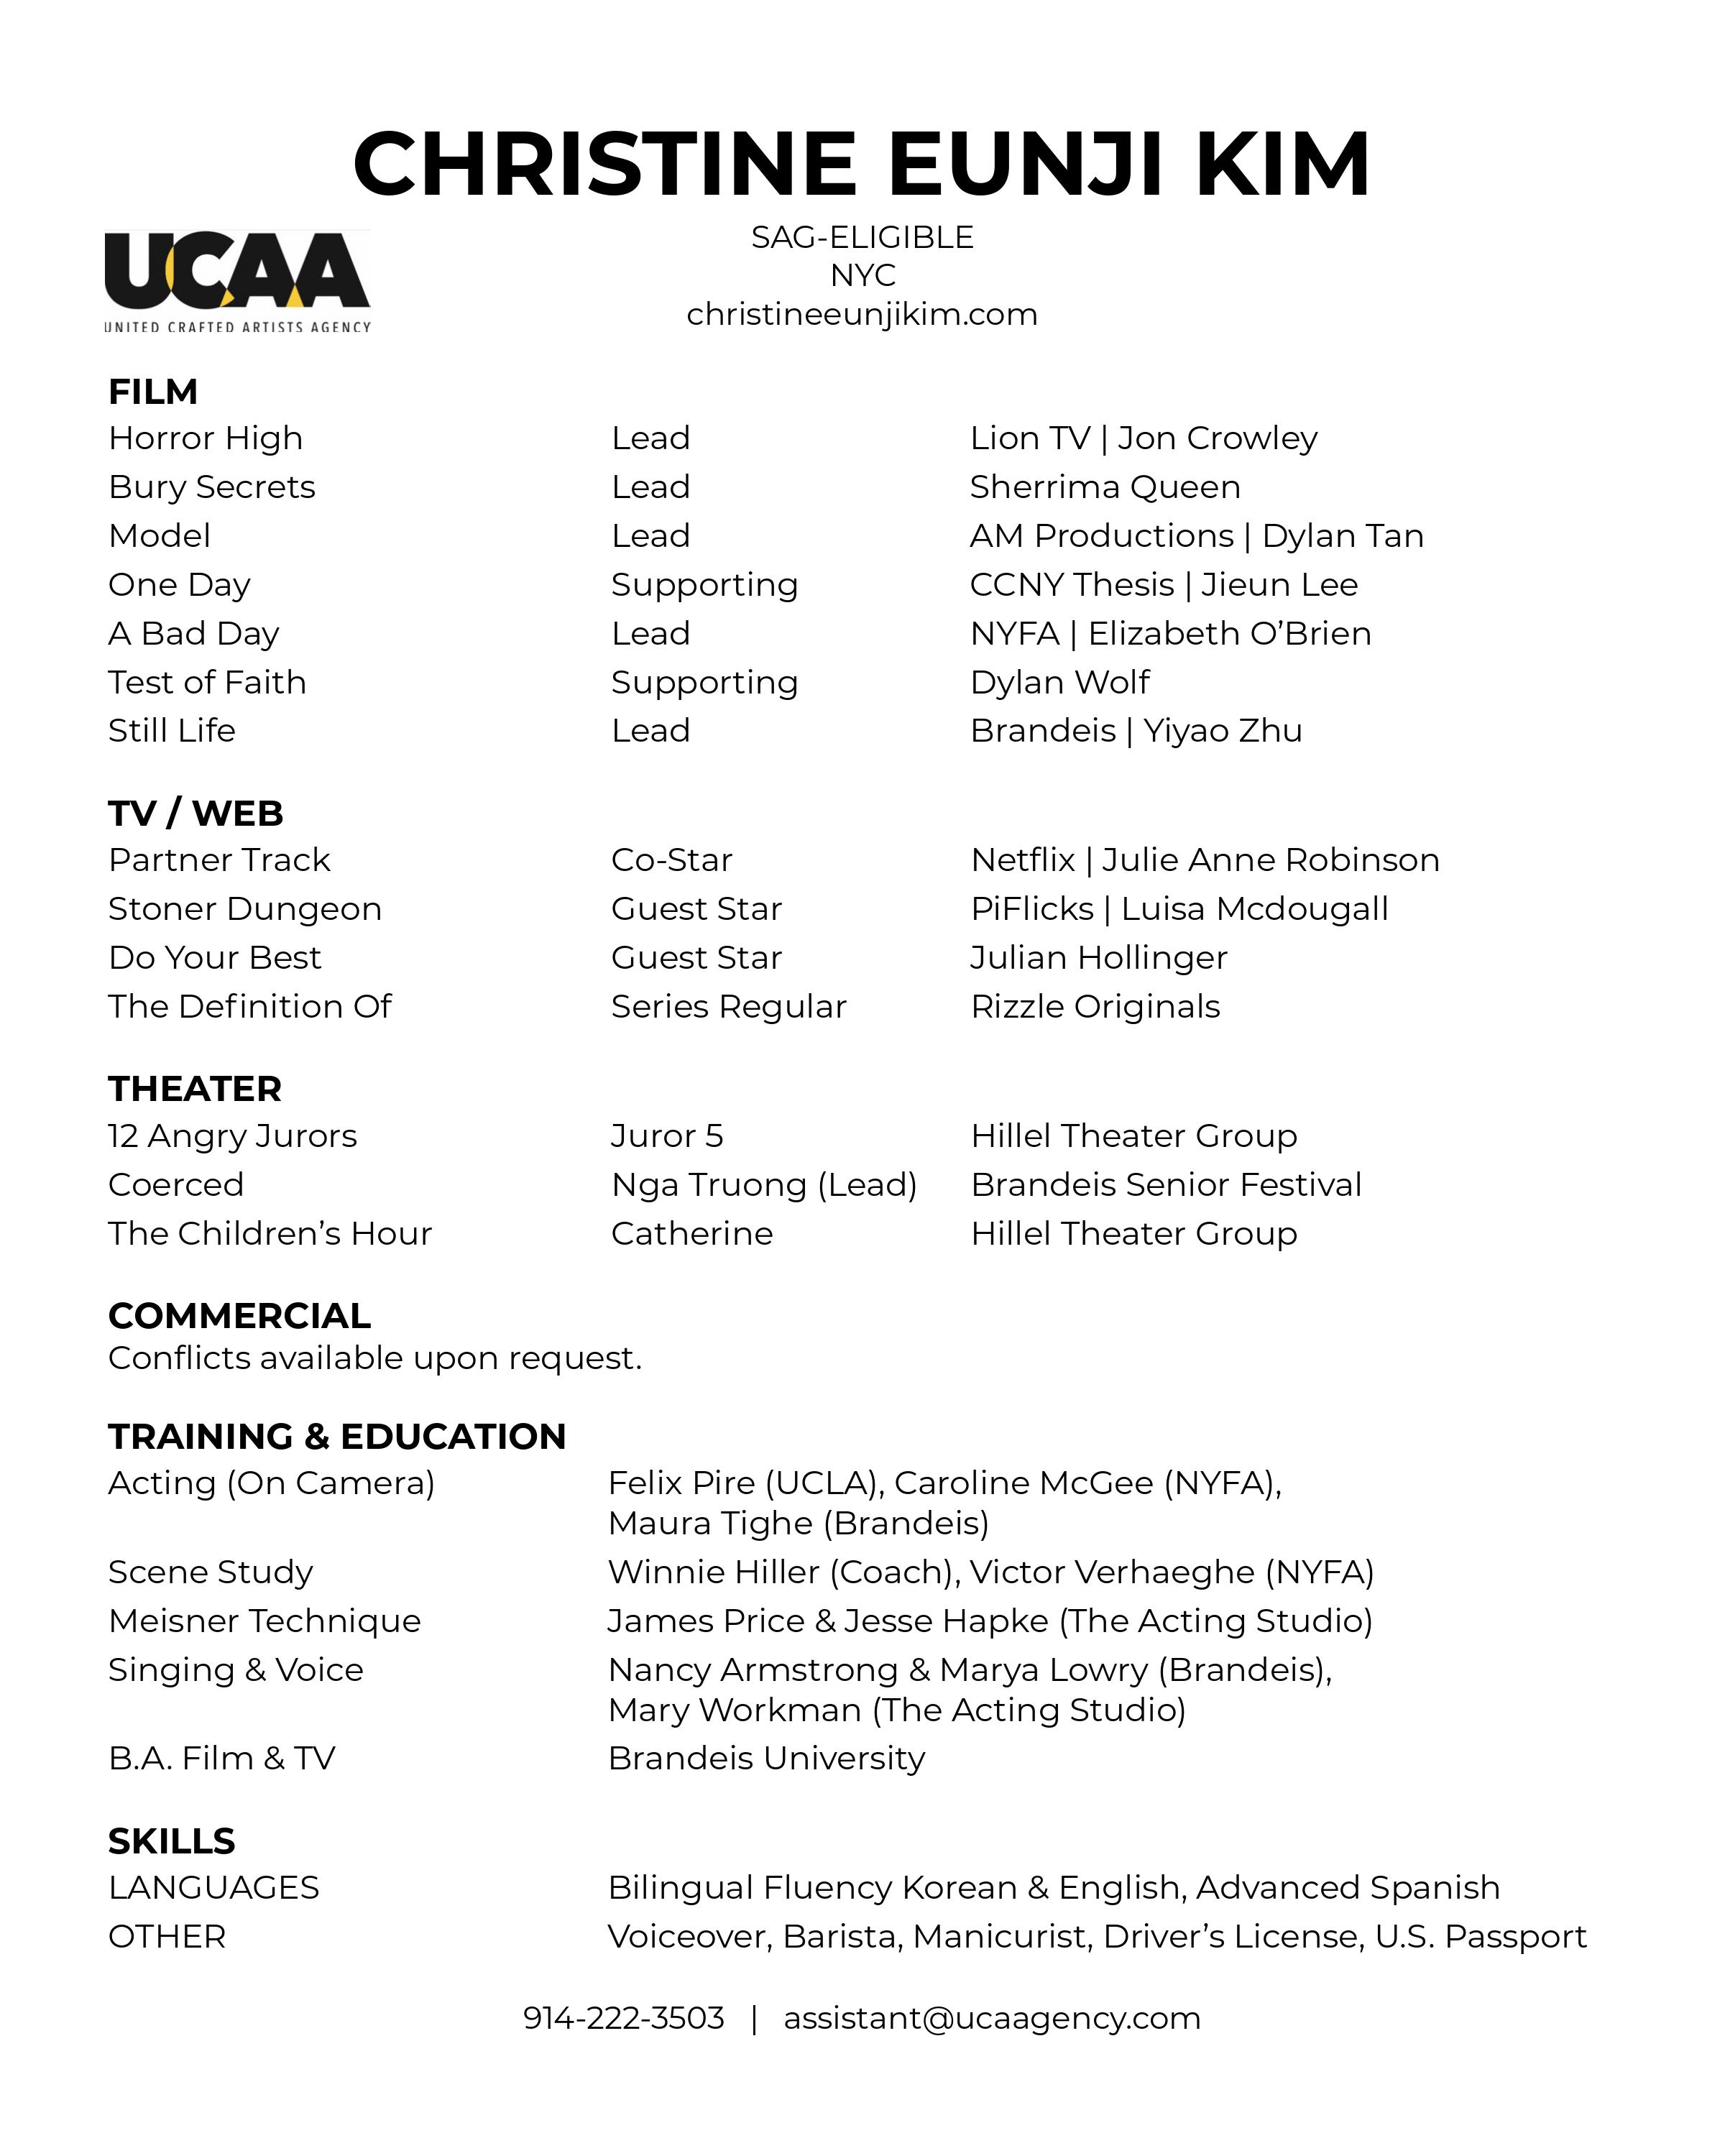 CHRISTINE EUNJI KIM
SAG-ELIGIBLE
NYC
christineeunjikim.com
UCAA
UNITED CRAFTED ARTISTS AGENCY
FILM
Horror High Lead Lion TV | Jon Crowley
Bury Secrets Lead Sherrima Queen
Model Lead AM Productions | Dylan Tan
One Day Supporting CCNY Thesis | Jieun Lee
A Bad Day Lead NYFA | Elizabeth O’Brien
Test of Faith Supporting Dylan Wolf
Still Life Lead Brandeis | Yiyao Zhu
TV / WEB
Partner Track Co-Star Netflix | Julie Anne Robinson
Stoner Dungeon Guest Star PiFlicks | Luisa Mcdougall
Do Your Best Guest Star Julian Hollinger
The Definition Of Series Regular Rizzle Originals
THEATER
12 Angry Jurors Juror 5 Hillel Theater Group
Coerced Nga Truong (Lead) Brandeis Senior Festival
The Children’s Hour Catherine Hillel Theater Group
COMMERCIAL
Conflicts available upon request.
TRAINING & EDUCATION
Acting (On Camera) Felix Pire (UCLA), Caroline McGee (NYFA),
Maura Tighe (Brandeis)
Scene Study Winnie Hiller (Coach), Victor Verhaeghe (NYFA)
Meisner Technique James Price & Jesse Hapke (The Acting Studio)
Singing & Voice Nancy Armstrong & Marya Lowry (Brandeis),
Mary Workman (The Acting Studio)
B.A. Film & TV Brandeis University
SKILLS
LANGUAGES Bilingual Fluency Korean & English, Advanced Spanish
OTHER Voiceover, Barista, Manicurist, Driver’s License, U.S. Passport
914-222-3503 | assistant@ucaagency.com